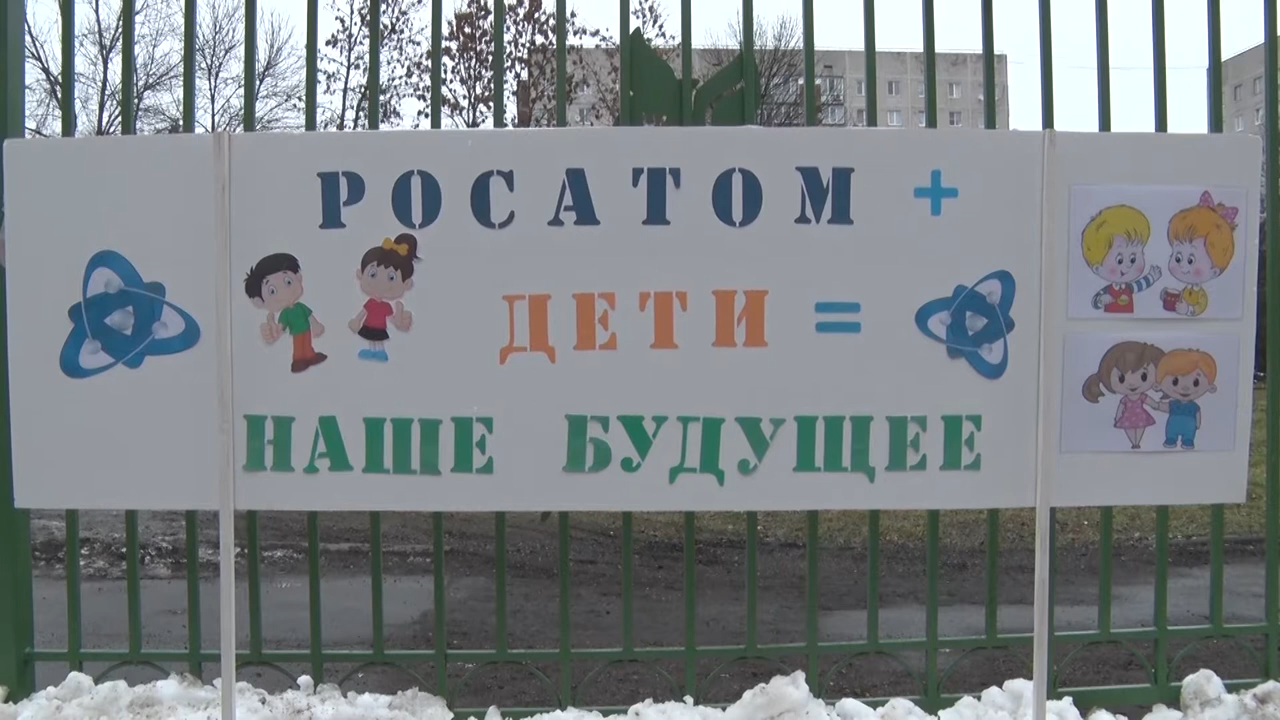 РОСАТОМ +
ДЕТИ =
НАШЕ БУДУЩЕЕ